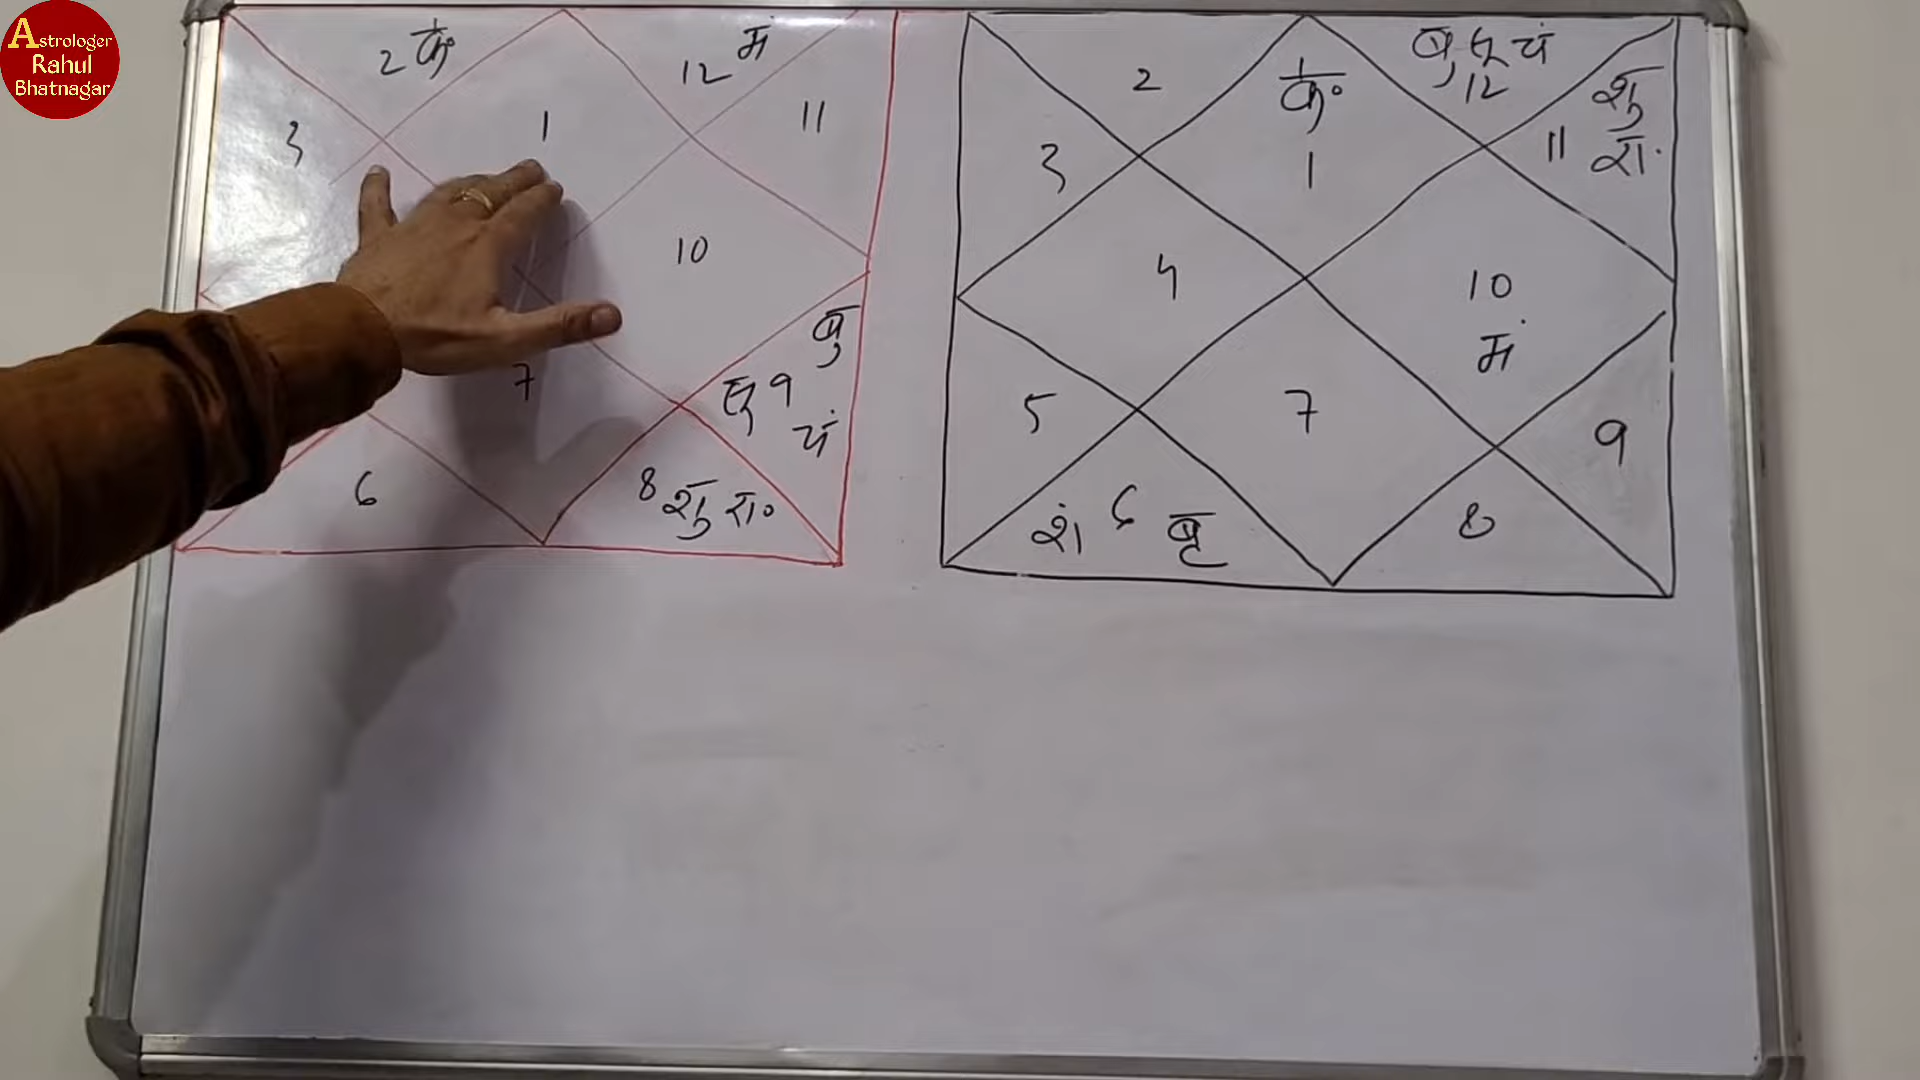 Astrologer
Rahul
Bhatnagar
2 के॰
12 मं
3
1
11
10
बु
सू 9
चं
7
6
8 शु रा॰
2
के॰
1
बु सू चं
12
शु
11 रा॰
3
4
10
मं
5
7
9
शं 6 बृ
8